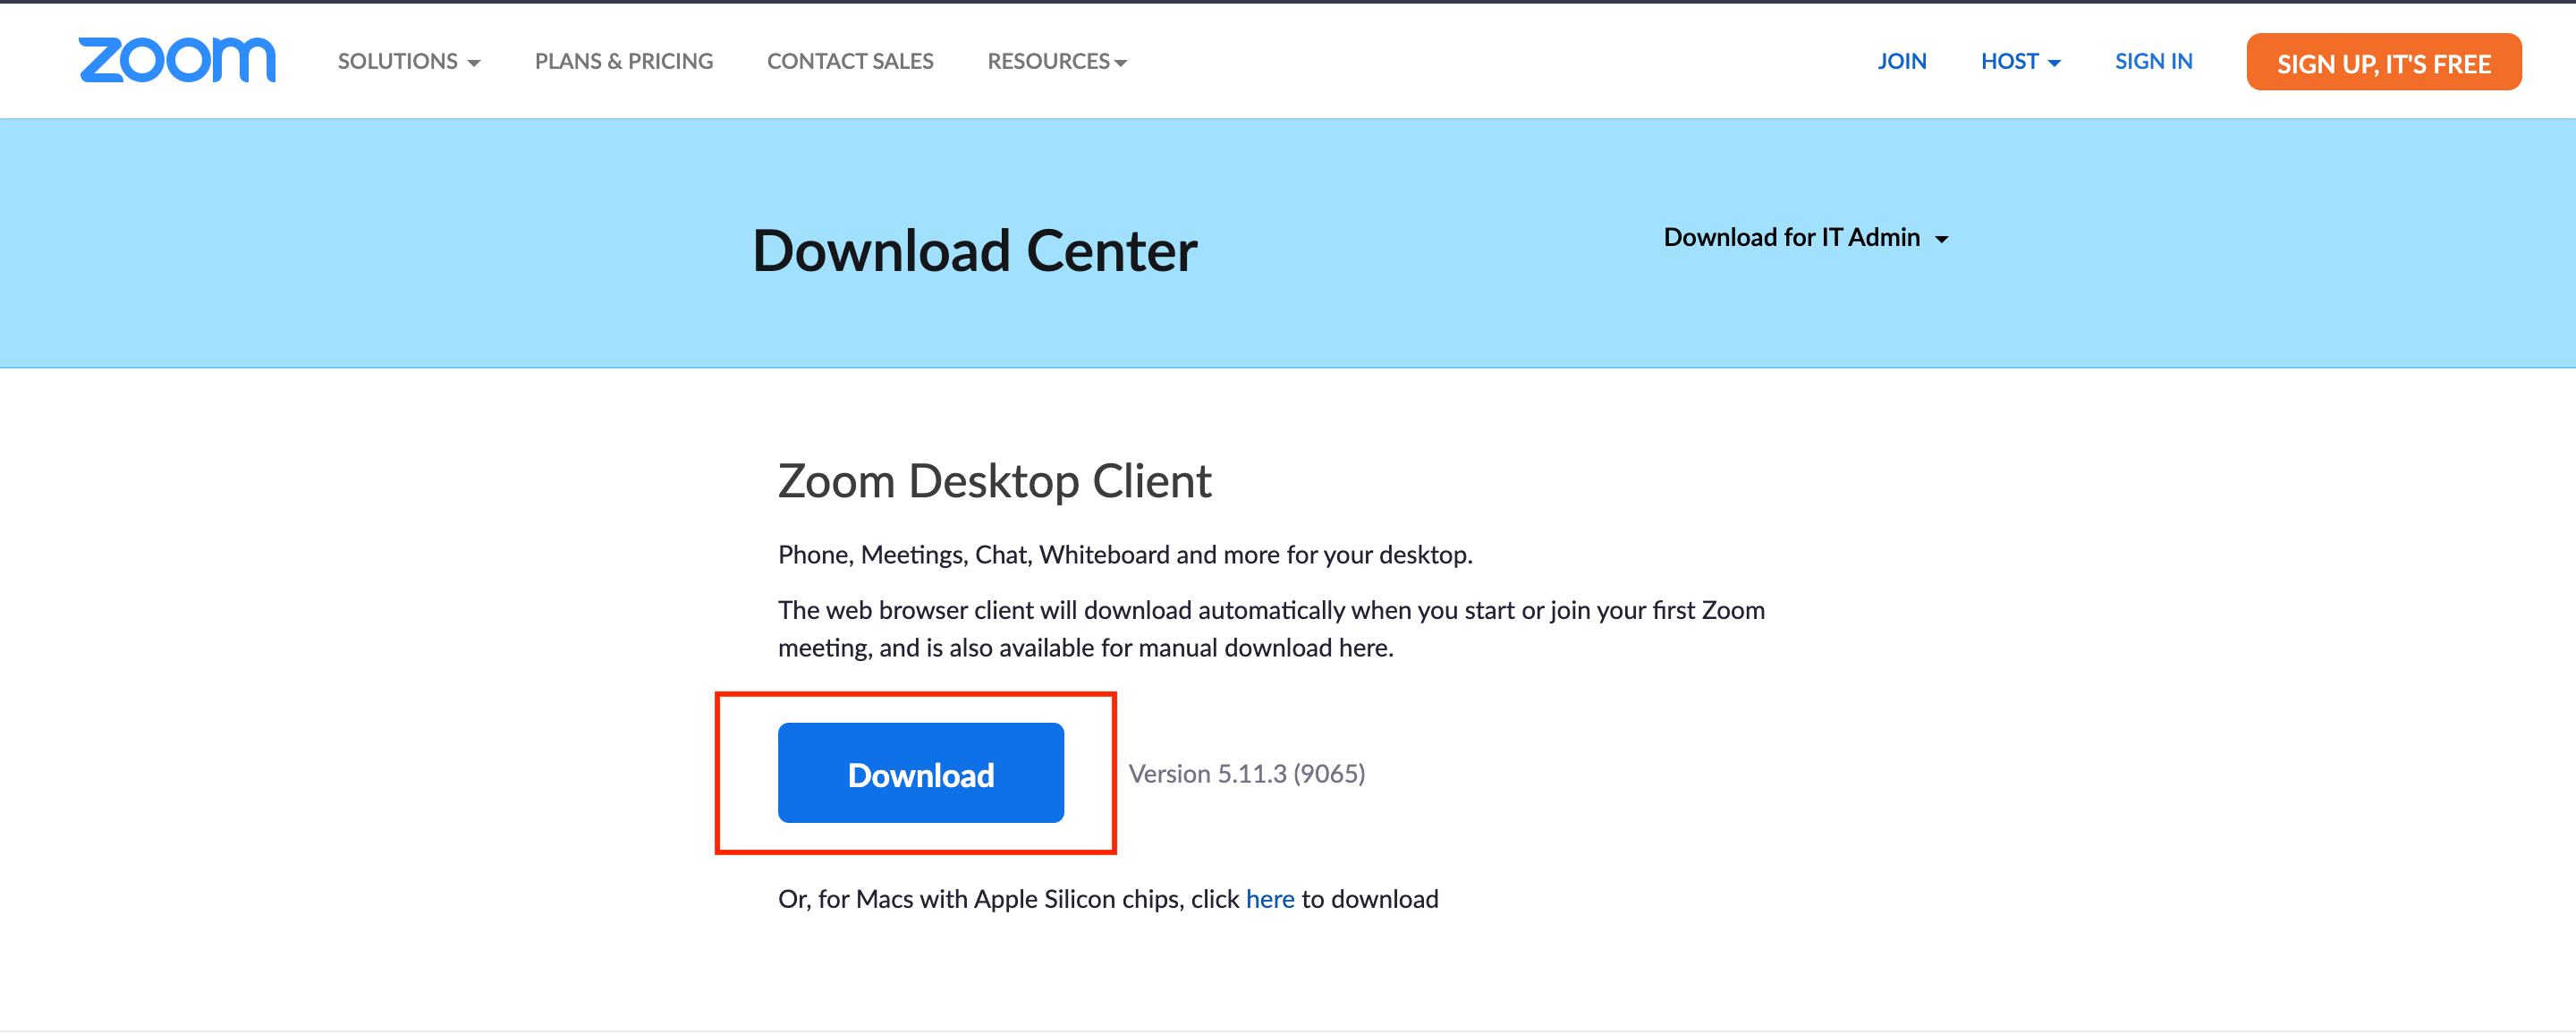 zoom SOLUTIONS PLANS & PRICING CONTACT SALES RESOURCES JOIN HOST SIGN IN SIGN UP, IT'S FREE
Download Center Download for IT Admin
Zoom Desktop Client
Phone, Meetings, Chat, Whiteboard and more for your desktop.
The web browser client will download automatically when you start or join your first Zoom
meeting, and is also available for manual download here.
Download Version 5.11.3 (9065)
Or, for Macs with Apple Silicon chips, click here to download